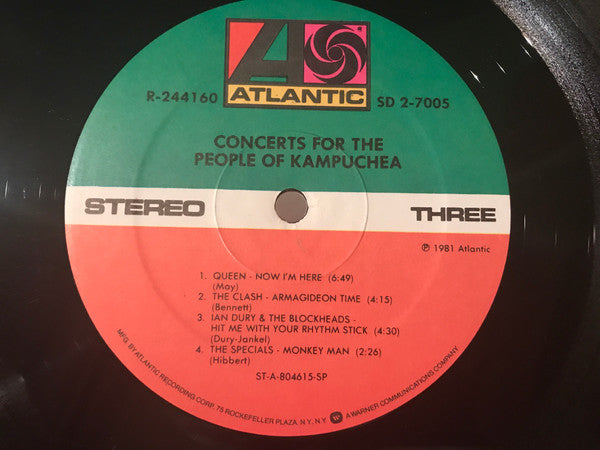 R-244160 ATLANTIC SD 2-7005
CONCERTS FOR THE
PEOPLE OF KAMPUCHEA
STEREO THREE
℗ 1981 Atlantic
1. QUEEN - NOW I'M HERE (6:49)
(May)
2. THE CLASH - ARMAGIDEON TIME (4:15)
(Bennett)
3. IAN DURY & THE BLOCKHEADS -
HIT ME WITH YOUR RHYTHM STICK (4:30)
(Dury-Jankel)
4. THE SPECIALS - MONKEY MAN (2:26)
(Hibbert)
ST-A-804615-SP
MFG. BY ATLANTIC RECORDING CORP. 75 ROCKEFELLER PLAZA N.Y. N.Y. A WARNER COMMUNICATIONS COMPANY